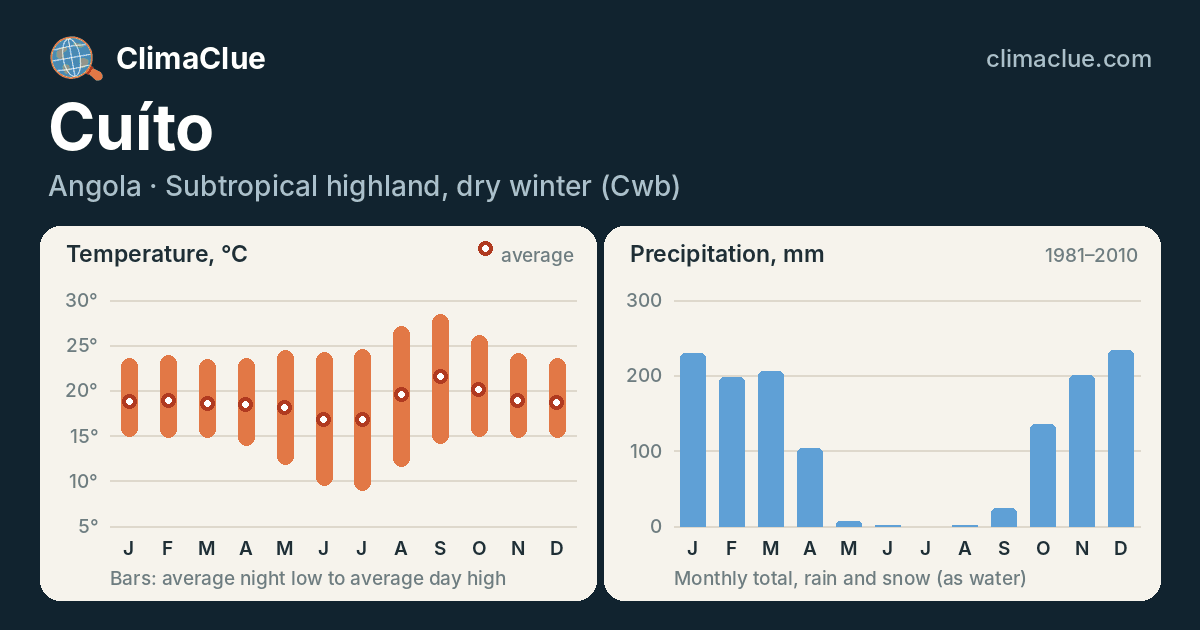 ClimaClue
climaclue.com
Cuíto
Angola · Subtropical highland, dry winter (Cwb)
Temperature, °C
average
30°
25°
20°
15°
10°
5°
J F M A M J J A S O N D
Bars: average night low to average day high
Precipitation, mm
1981–2010
300
200
100
0
J F M A M J J A S O N D
Monthly total, rain and snow (as water)